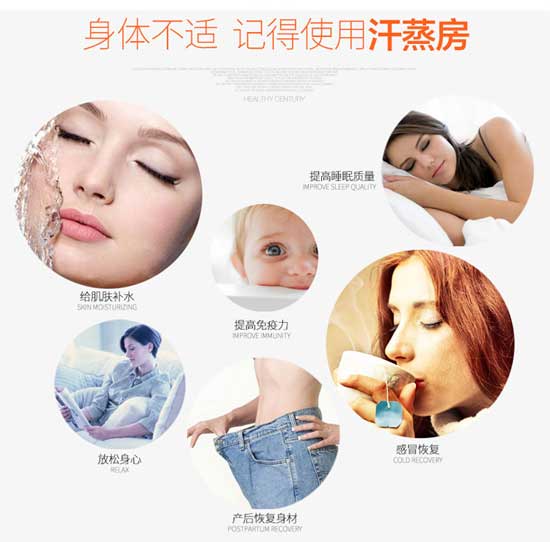 身体不适 记得使用汗蒸房
HEALTHY CENTURY
提高睡眠质量
IMPROVE SLEEP QUALITY
给肌肤补水
SKIN MOISTURIZING
提高免疫力
IMPROVE IMMUNITY
放松身心
RELAX
感冒恢复
COLD RECOVERY
产后恢复身材
POSTPARTUM RECOVERY